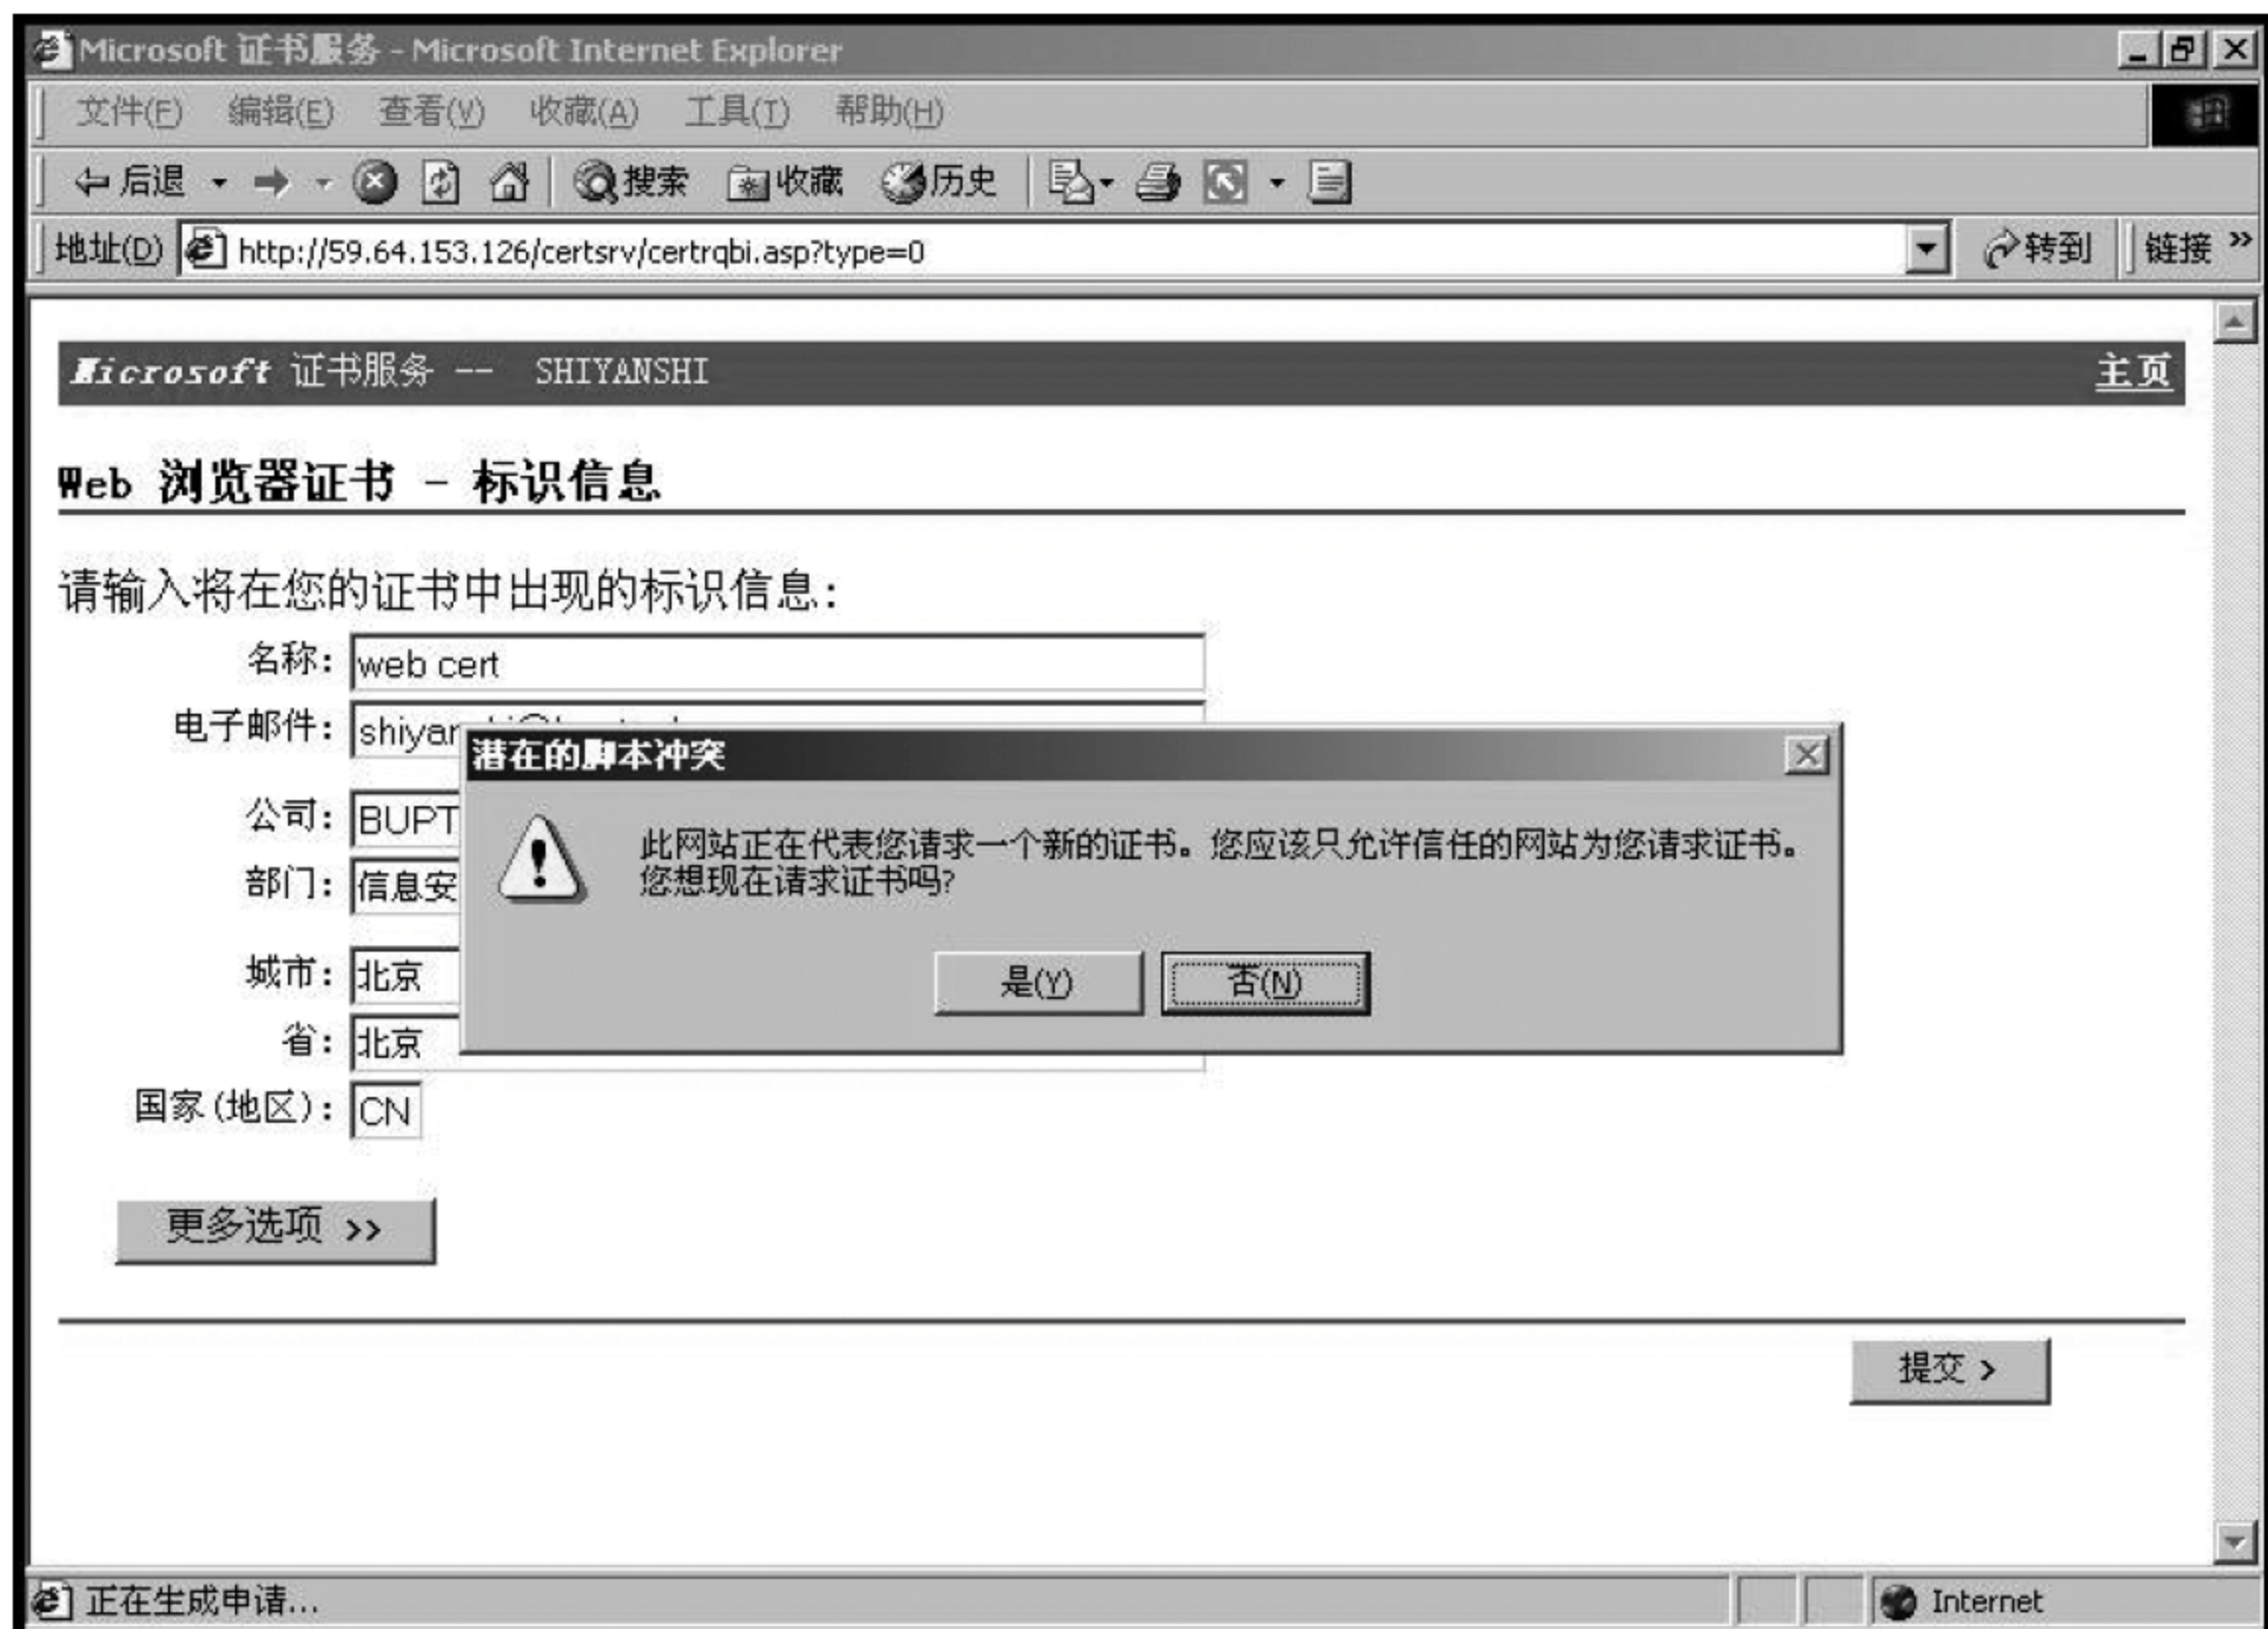 Microsoft 证书服务 - Microsoft Internet Explorer
文件(F) 编辑(E) 查看(V) 收藏(A) 工具(T) 帮助(H)
后退 搜索 收藏 历史
地址(D) http://59.64.153.126/certsrv/certrqbi.asp?type=0 转到 链接 »
Microsoft 证书服务 -- SHIYANSHI 主页
Web 浏览器证书 - 标识信息
请输入将在您的证书中出现的标识信息:
名称: web cert
电子邮件:
公司: BUPT
部门: 信息安
城市: 北京
省: 北京
国家(地区): CN
潜在的脚本冲突
此网站正在代表您请求一个新的证书。您应该只允许信任的网站为您请求证书。
您想现在请求证书吗?
是(Y) 否(N)
更多选项 >>
提交 >
正在生成申请... Internet